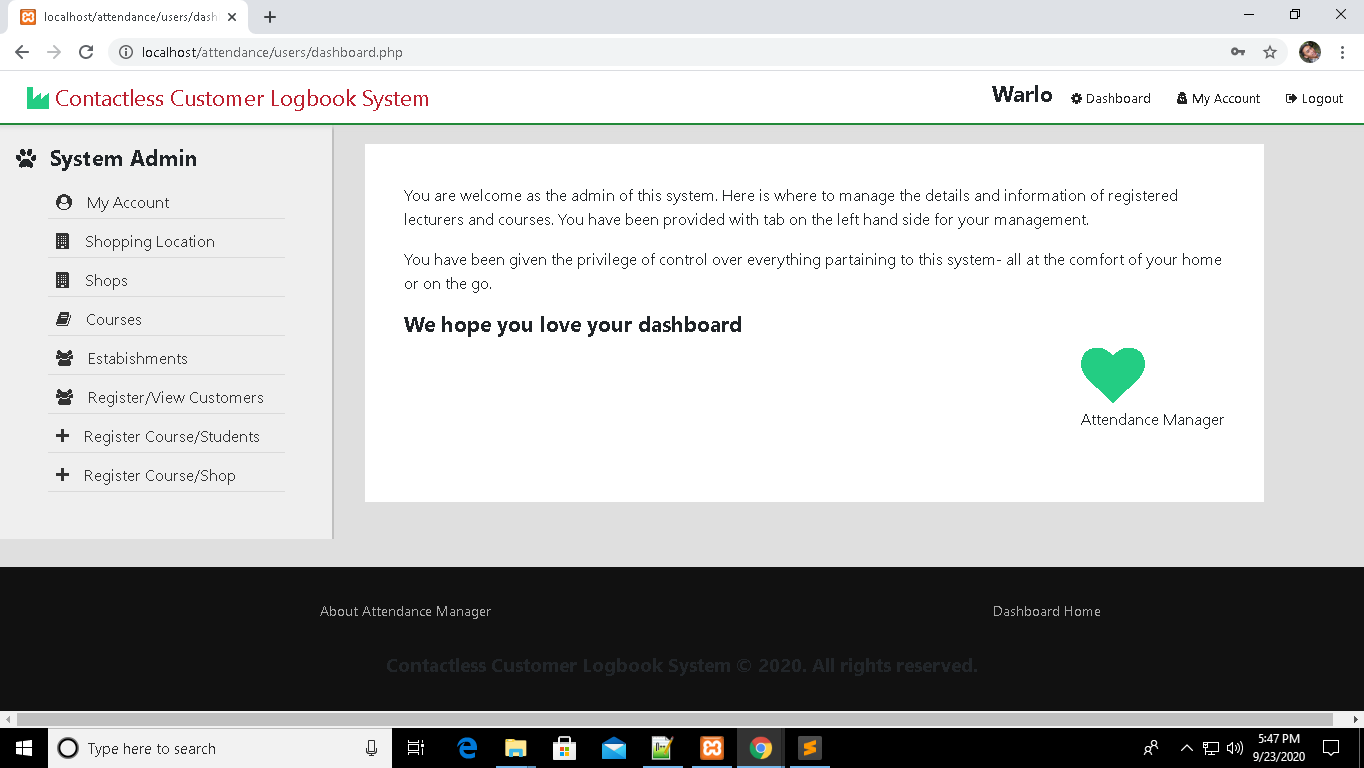 localhost/attendance/users/dash
localhost/attendance/users/dashboard.php
Contactless Customer Logbook System
Warlo
Dashboard
My Account
Logout
System Admin
My Account
Shopping Location
Shops
Courses
Estabishments
Register/View Customers
Register Course/Students
Register Course/Shop
You are welcome as the admin of this system. Here is where to manage the details and information of registered
lecturers and courses. You have been provided with tab on the left hand side for your management.
You have been given the privilege of control over everything partaining to this system- all at the comfort of your home
or on the go.
We hope you love your dashboard
Attendance Manager
About Attendance Manager
Dashboard Home
Contactless Customer Logbook System © 2020. All rights reserved.
Type here to search
5:47 PM
9/23/2020